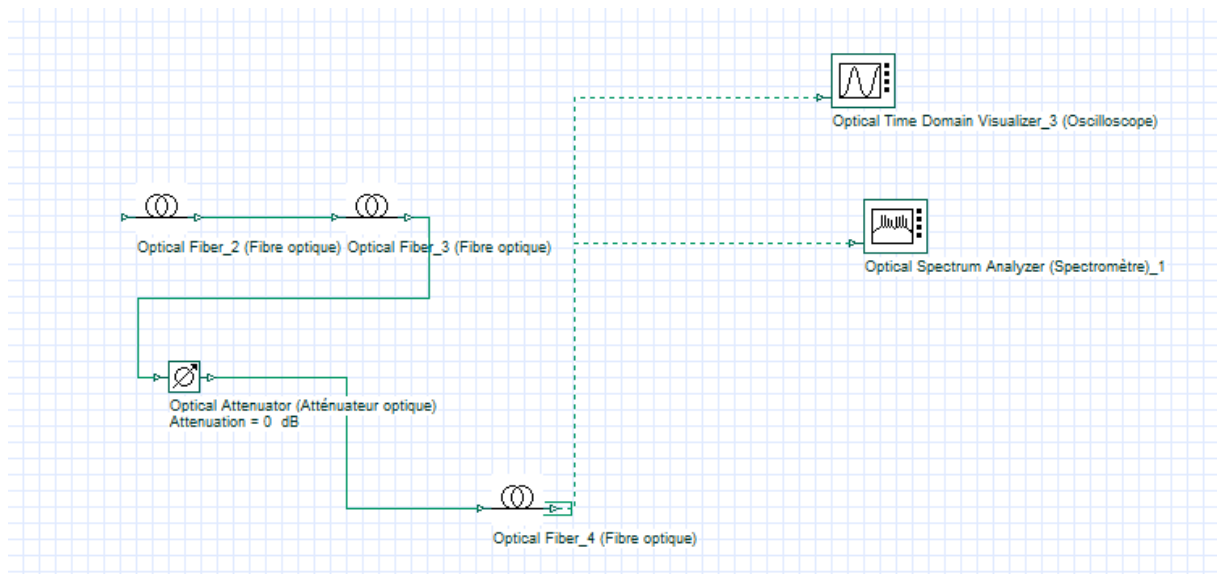 Optical Time Domain Visualizer_3 (Oscilloscope)
Optical Fiber_2 (Fibre optique)
Optical Fiber_3 (Fibre optique)
Optical Spectrum Analyzer (Spectromètre)_1
Optical Attenuator (Atténuateur optique)
Attenuation = 0  dB
Optical Fiber_4 (Fibre optique)